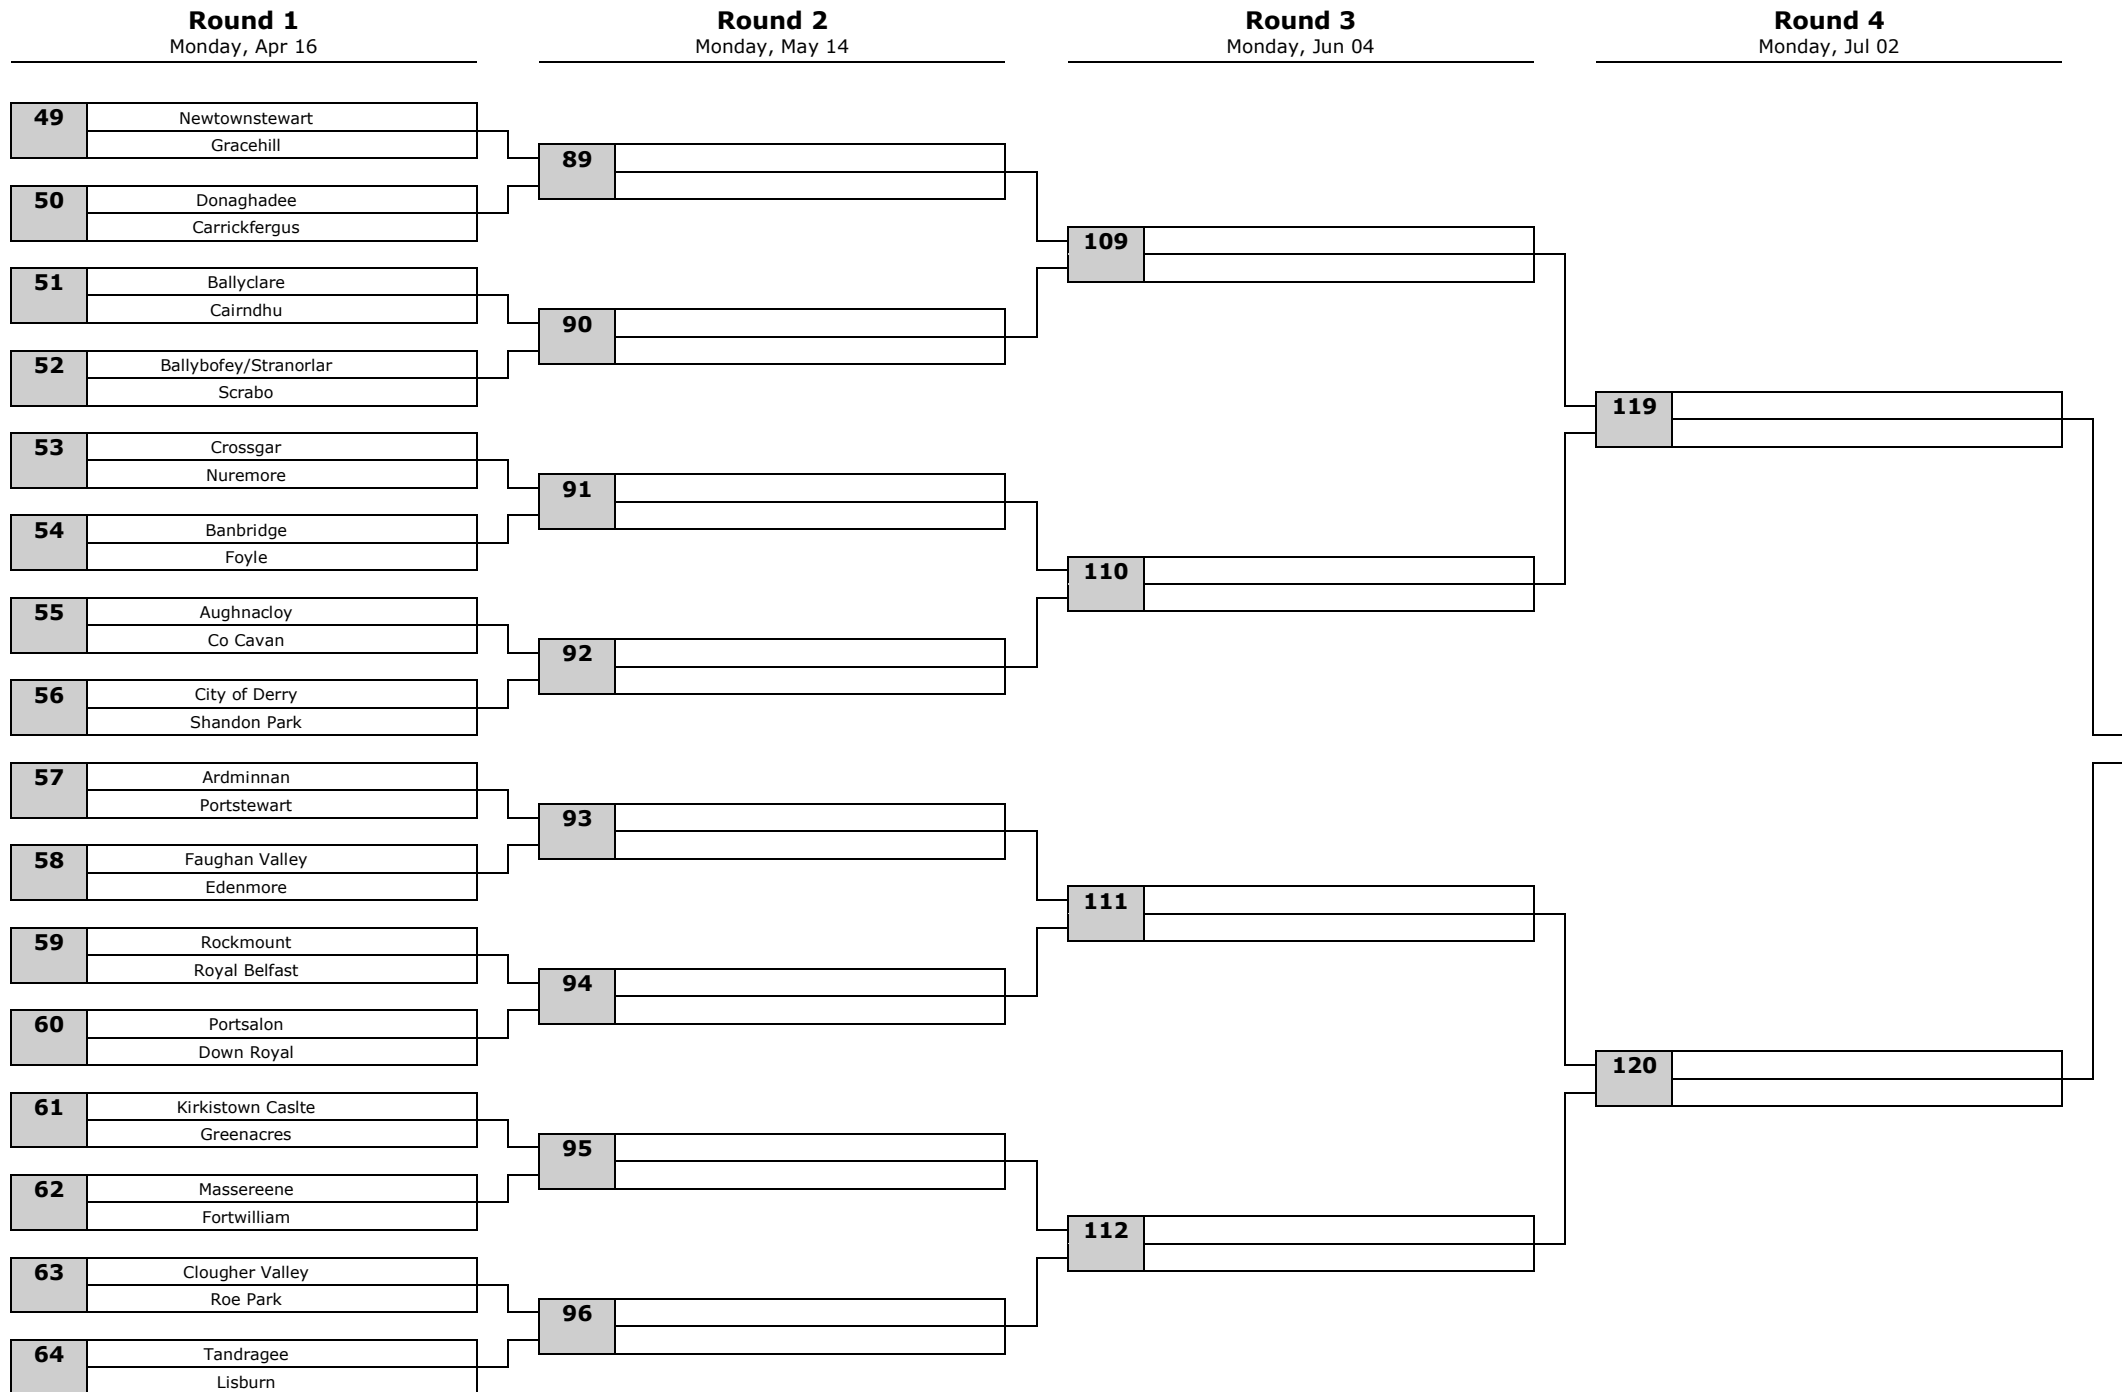 Round 1
Monday, Apr 16
Round 2
Monday, May 14
Round 3
Monday, Jun 04
Round 4
Monday, Jul 02
49
Newtownstewart
Gracehill
50
Donaghadee
Carrickfergus
51
Ballyclare
Cairndhu
52
Ballybofey/Stranorlar
Scrabo
53
Crossgar
Nuremore
54
Banbridge
Foyle
55
Aughnacloy
Co Cavan
56
City of Derry
Shandon Park
57
Ardminnan
Portstewart
58
Faughan Valley
Edenmore
59
Rockmount
Royal Belfast
60
Portsalon
Down Royal
61
Kirkistown Caslte
Greenacres
62
Massereene
Fortwilliam
63
Clougher Valley
Roe Park
64
Tandragee
Lisburn
89
90
91
92
93
94
95
96
109
110
111
112
119
120